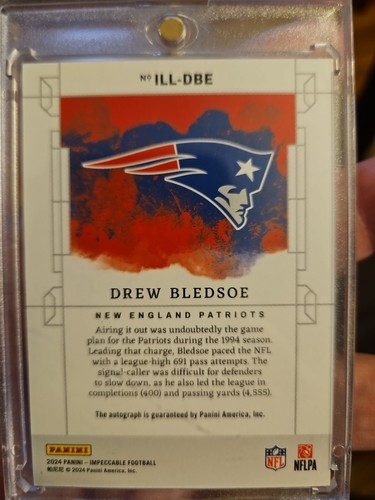 Nº ILL-DBE
DREW BLEDSOE
NEW ENGLAND PATRIOTS
Airing it out was undoubtedly the game
plan for the Patriots during the 1994 season.
Leading that charge, Bledsoe paced the NFL
with a league-high 691 pass attempts. The
signal-caller was difficult for defenders
to slow down, as he also led the league in
completions (400) and passing yards (4,555).
The autograph is guaranteed by Panini America, Inc.
PANINI
2024 PANINI – IMPECCABLE FOOTBALL
© 2024 Panini America, Inc.
NFL
NFLPA